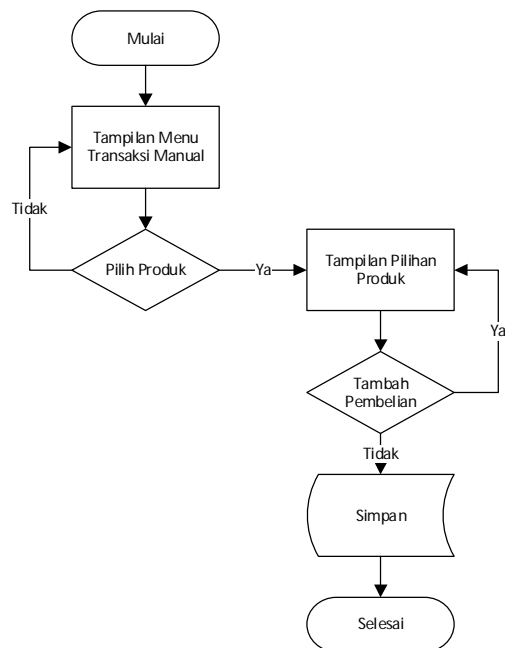 Mulai
Tampilan Menu
Transaksi Manual
Tidak
Pilih Produk
Ya
Tampilan Pilihan
Produk
Ya
Tambah
Pembelian
Tidak
Simpan
Selesai